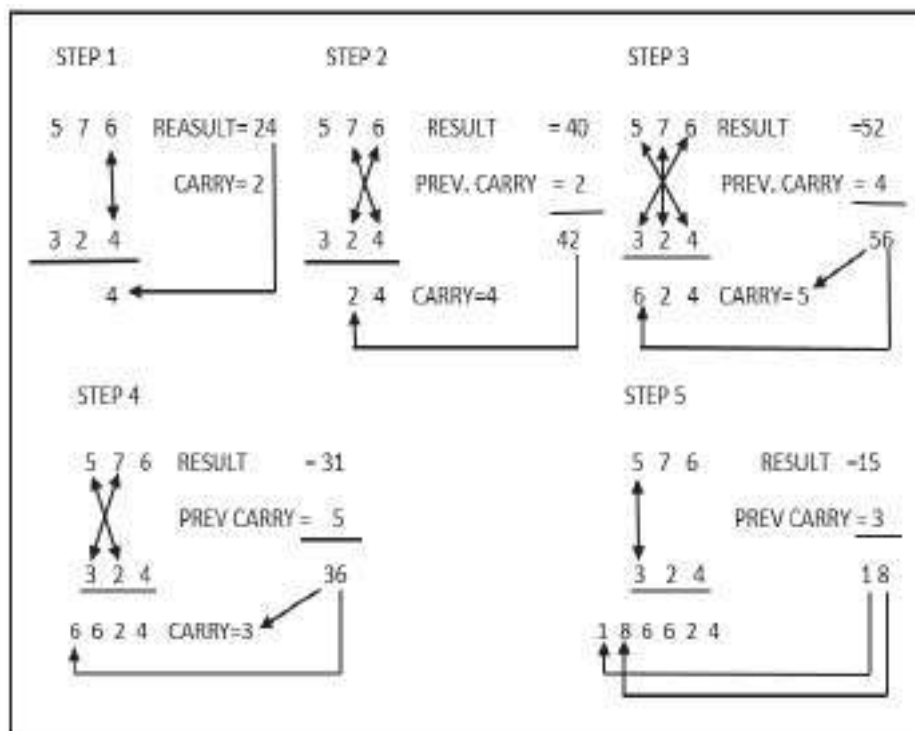 STEP 1
5 7 6 REASULT= 24
CARRY= 2
3 2 4
4
STEP 2
5 7 6 RESULT = 40
PREV. CARRY = 2
3 2 4 42
2 4 CARRY=4
STEP 3
5 7 6 RESULT =52
PREV. CARRY = 4
3 2 4 56
6 2 4 CARRY= 5
STEP 4
5 7 6 RESULT = 31
PREV CARRY = 5
3 2 4 36
6 6 2 4 CARRY=3
STEP 5
5 7 6 RESULT =15
PREV CARRY = 3
3 2 4 1 8
1 8 6 6 2 4